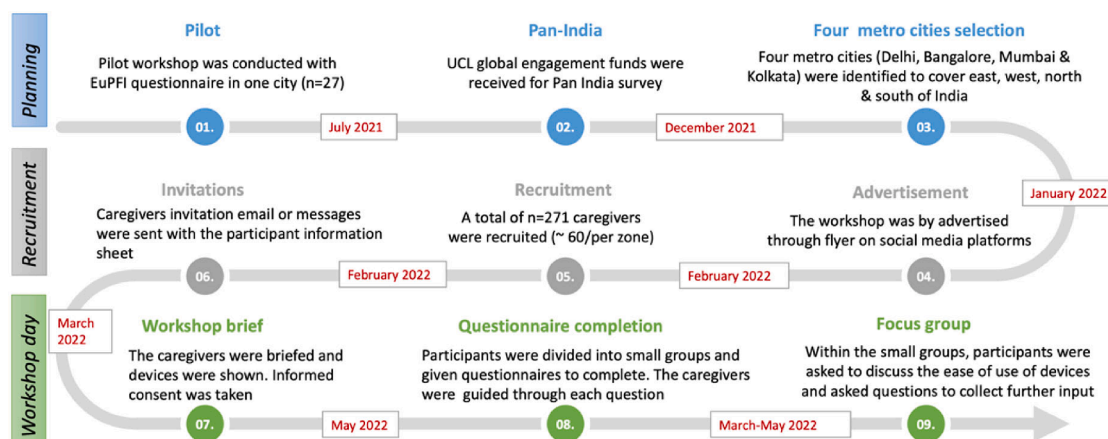 Planning
Pilot
Pilot workshop was conducted with
EuPFI questionnaire in one city (n=27)
01.
July 2021
Pan-India
UCL global engagement funds were
received for Pan India survey
02.
December 2021
Four metro cities selection
Four metro cities (Delhi, Bangalore, Mumbai &
Kolkata) were identified to cover east, west, north
& south of India
03.
January 2022
Recruitment
Advertisement
The workshop was by advertised
through flyer on social media platforms
04.
February 2022
Recruitment
A total of n=271 caregivers
were recruited (~ 60/per zone)
05.
February 2022
Invitations
Caregivers invitation email or messages
were sent with the participant information
sheet
06.
March
2022
Workshop day
Workshop brief
The caregivers were briefed and
devices were shown. Informed
consent was taken
07.
May 2022
Questionnaire completion
Participants were divided into small groups and
given questionnaires to complete. The caregivers
were guided through each question
08.
March-May 2022
Focus group
Within the small groups, participants were
asked to discuss the ease of use of devices
and asked questions to collect further input
09.